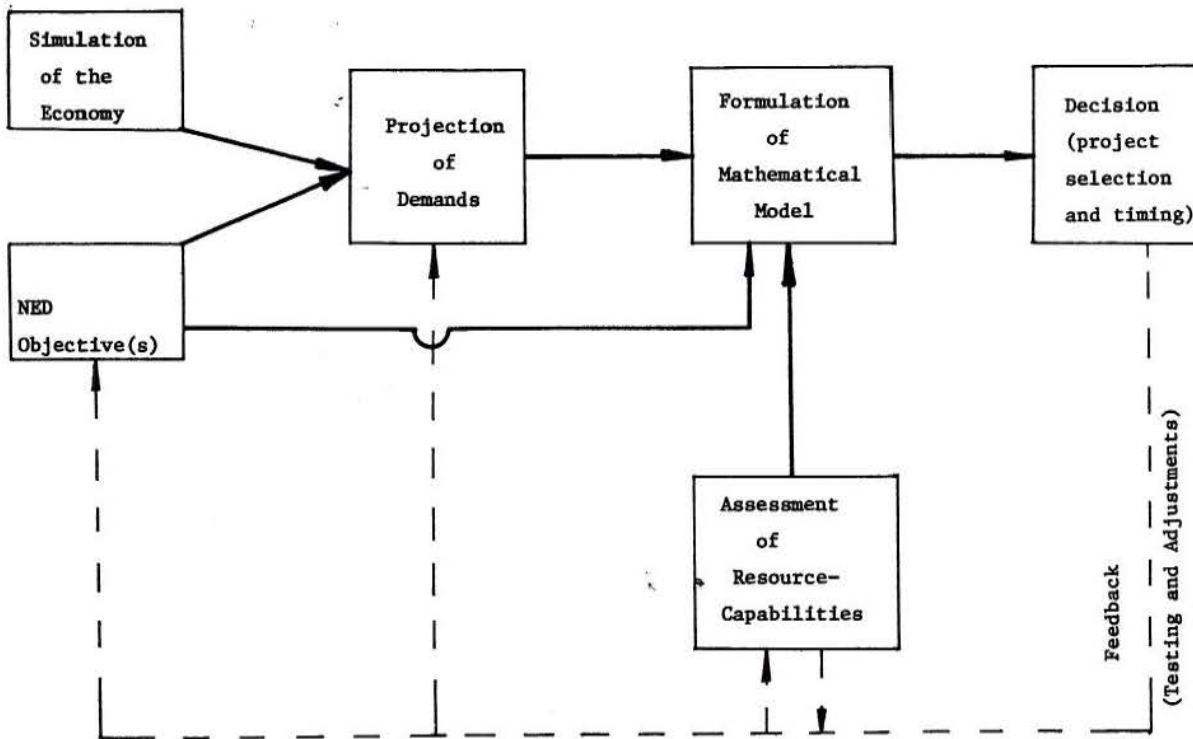 Simulation
of the
Economy
Projection
of
Demands
Formulation
of
Mathematical
Model
Decision
(project
selection
and timing)
NED
Objective(s)
Assessment
of
Resource-
Capabilities
Feedback
(Testing and Adjustments)